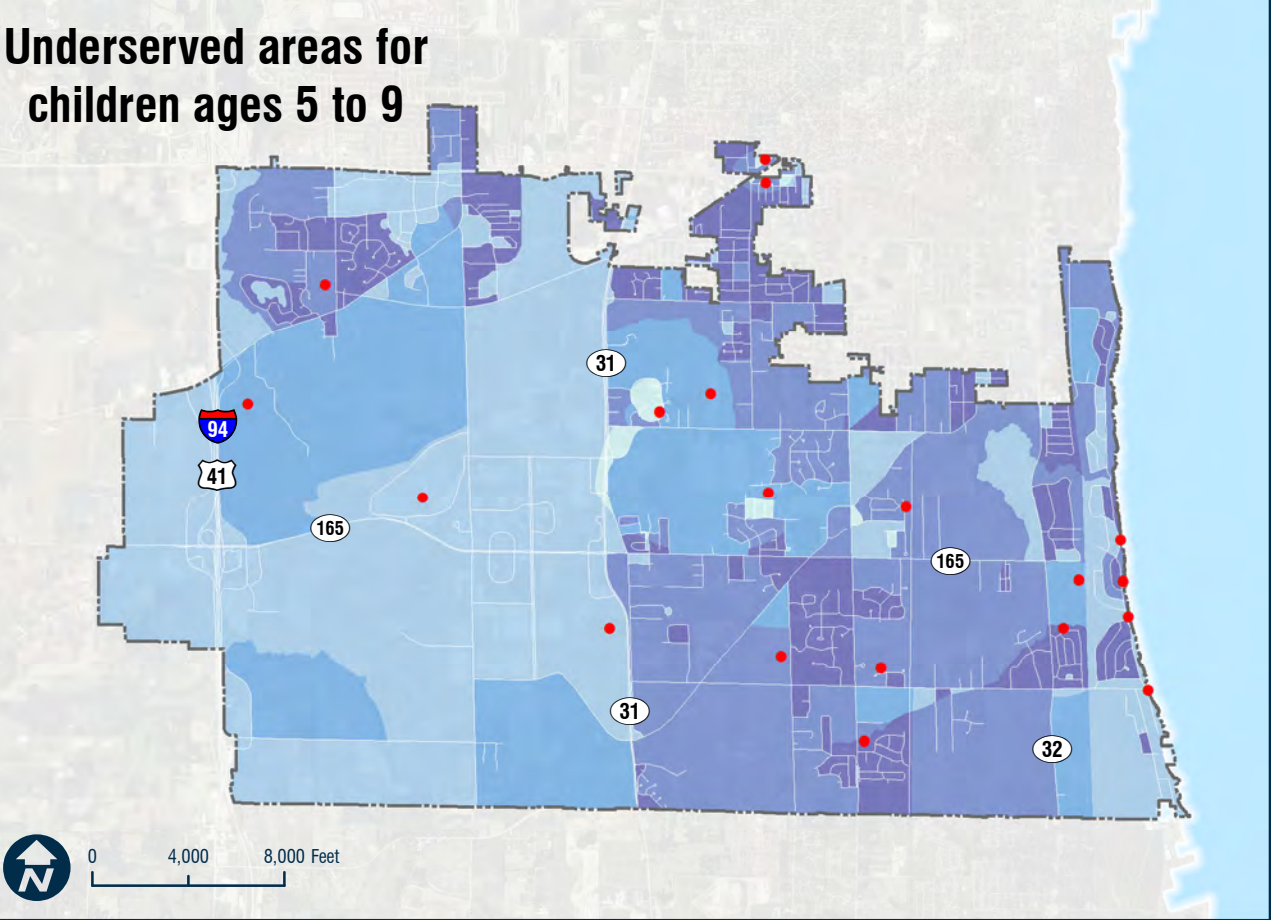 Underserved areas for
children ages 5 to 9
31
94
41
165
165
31
32
N
0 4,000 8,000 Feet